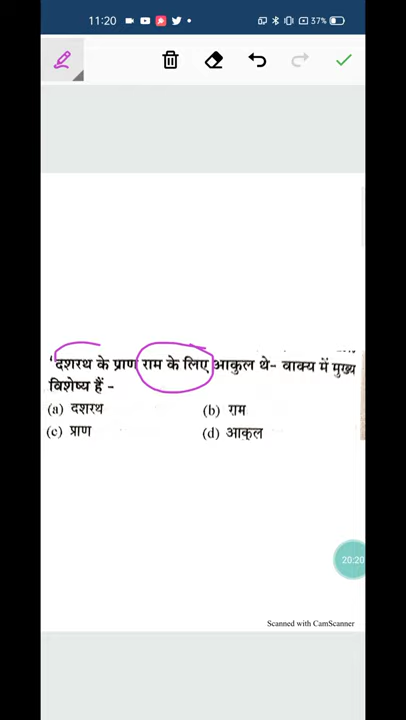 11:20
37%
'दशरथ के प्राण राम के लिए आकुल थे- वाक्य में मुख्य
विशेष्य हैं -
(a) दशरथ (b) राम
(c) प्राण (d) आकुल
20:20
Scanned with CamScanner